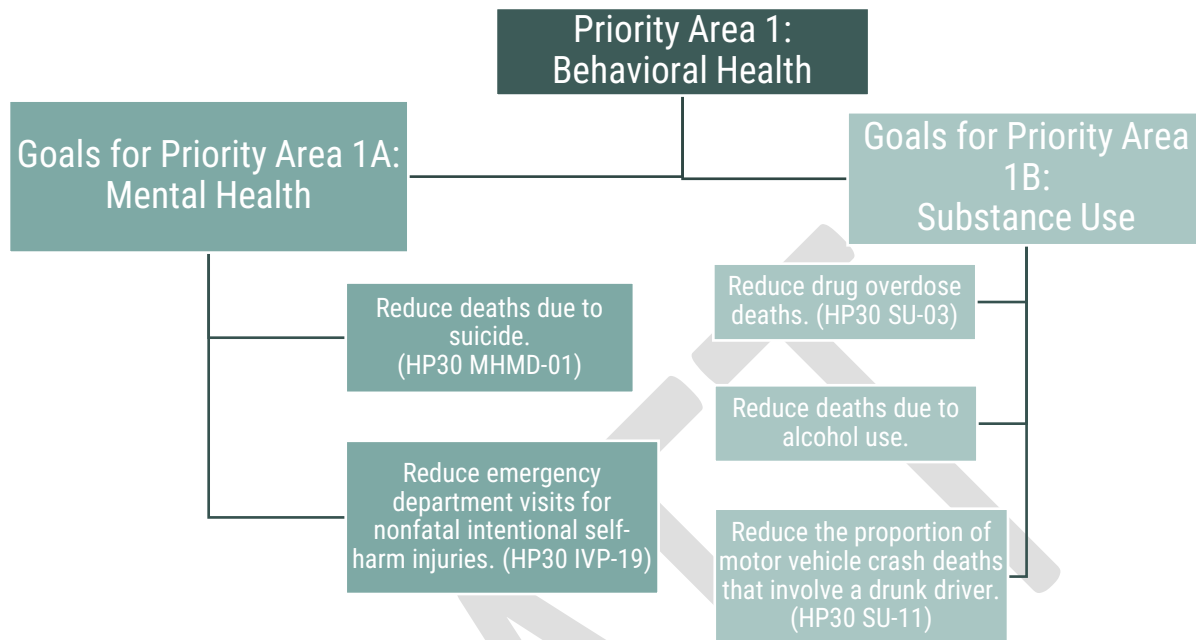 Priority Area 1:
Behavioral Health
Goals for Priority Area 1A:
Mental Health
Reduce deaths due to
suicide.
(HP30 MHMD-01)
Reduce emergency
department visits for
nonfatal intentional self-
harm injuries. (HP30 IVP-19)
Goals for Priority Area
1B:
Substance Use
Reduce drug overdose
deaths. (HP30 SU-03)
Reduce deaths due to
alcohol use.
Reduce the proportion of
motor vehicle crash deaths
that involve a drunk driver.
(HP30 SU-11)